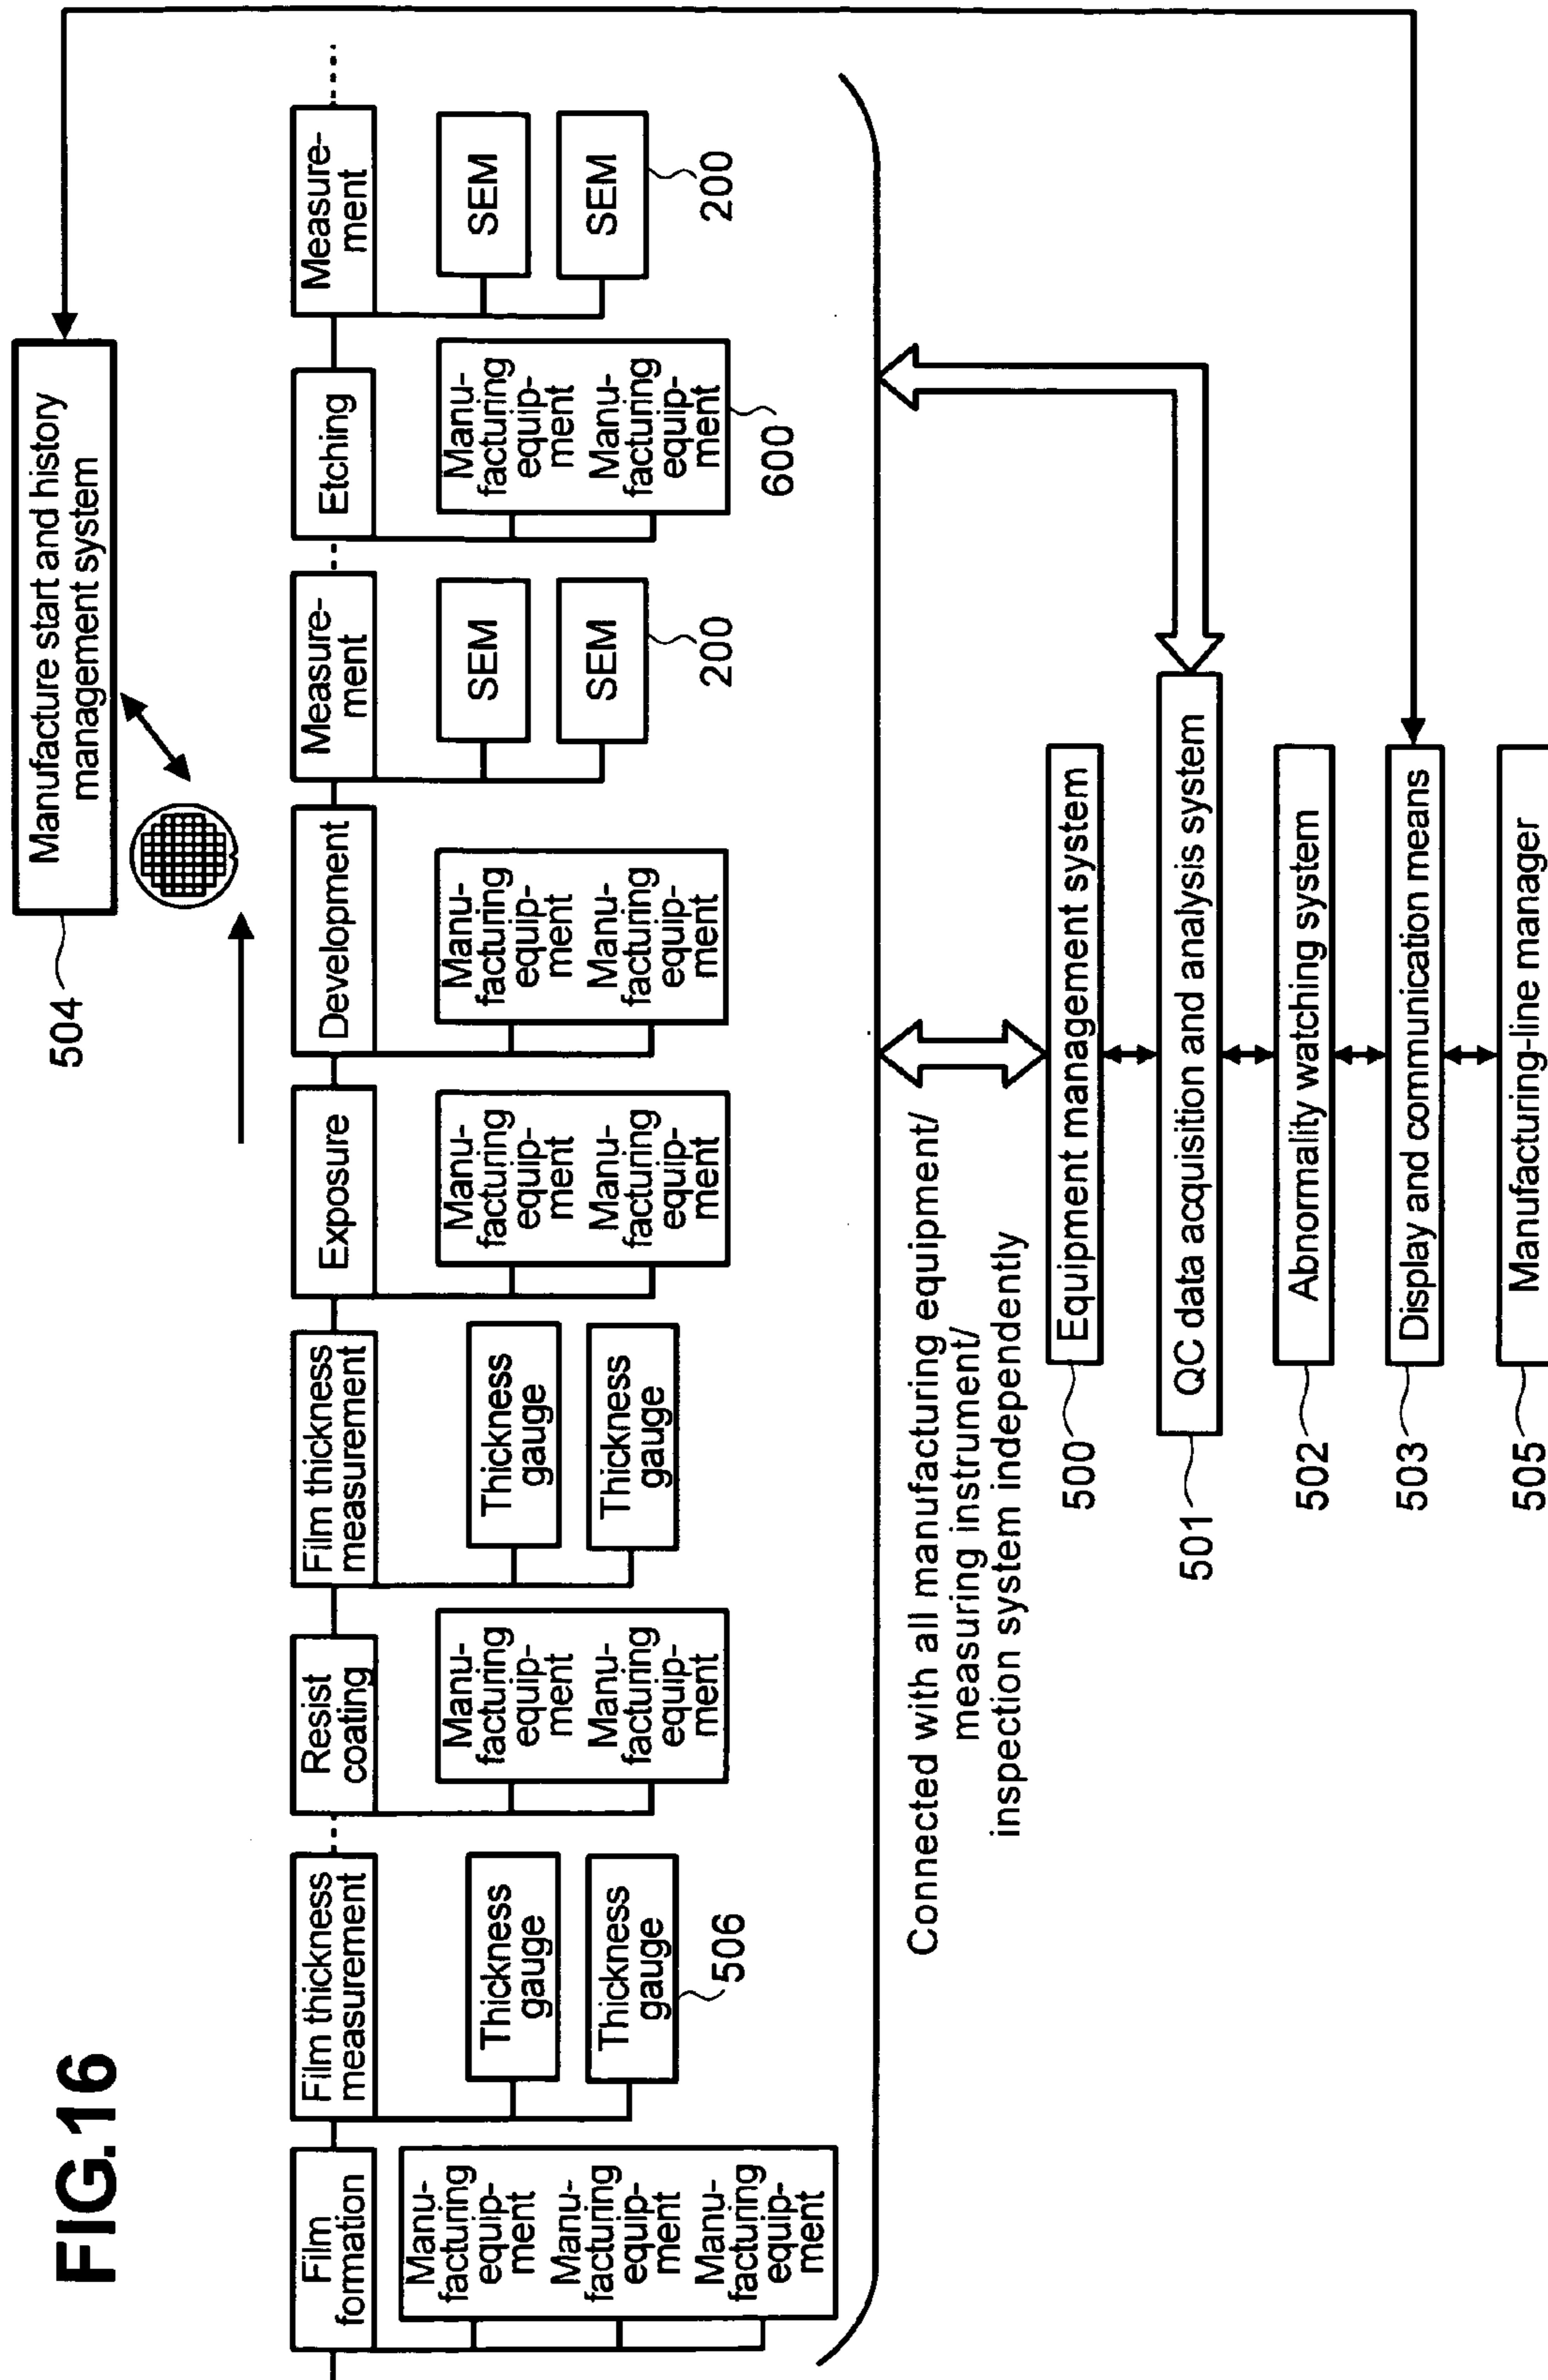 FIG.16
504
Manufacture start and history
management system
Film
formation
Manu-
facturing
equip-
ment
Manu-
facturing
equip-
ment
Manu-
facturing
equip-
ment
Film thickness
measurement
Thickness
gauge
Thickness
gauge
506
Resist
coating
Manu-
facturing
equip-
ment
Manu-
facturing
equip-
ment
Film thickness
measurement
Thickness
gauge
Thickness
gauge
Exposure
Manu-
facturing
equip-
ment
Manu-
facturing
equip-
ment
Development
Manu-
facturing
equip-
ment
Manu-
facturing
equip-
ment
Measure-
ment
SEM
SEM
200
Etching
Manu-
facturing
equip-
ment
Manu-
facturing
equip-
ment
600
Measure-
ment
SEM
SEM
200
Connected with all manufacturing equipment/
measuring instrument/
inspection system independently
500
Equipment management system
501
QC data acquisition and analysis system
502
Abnormality watching system
503
Display and communication means
505
Manufacturing-line manager